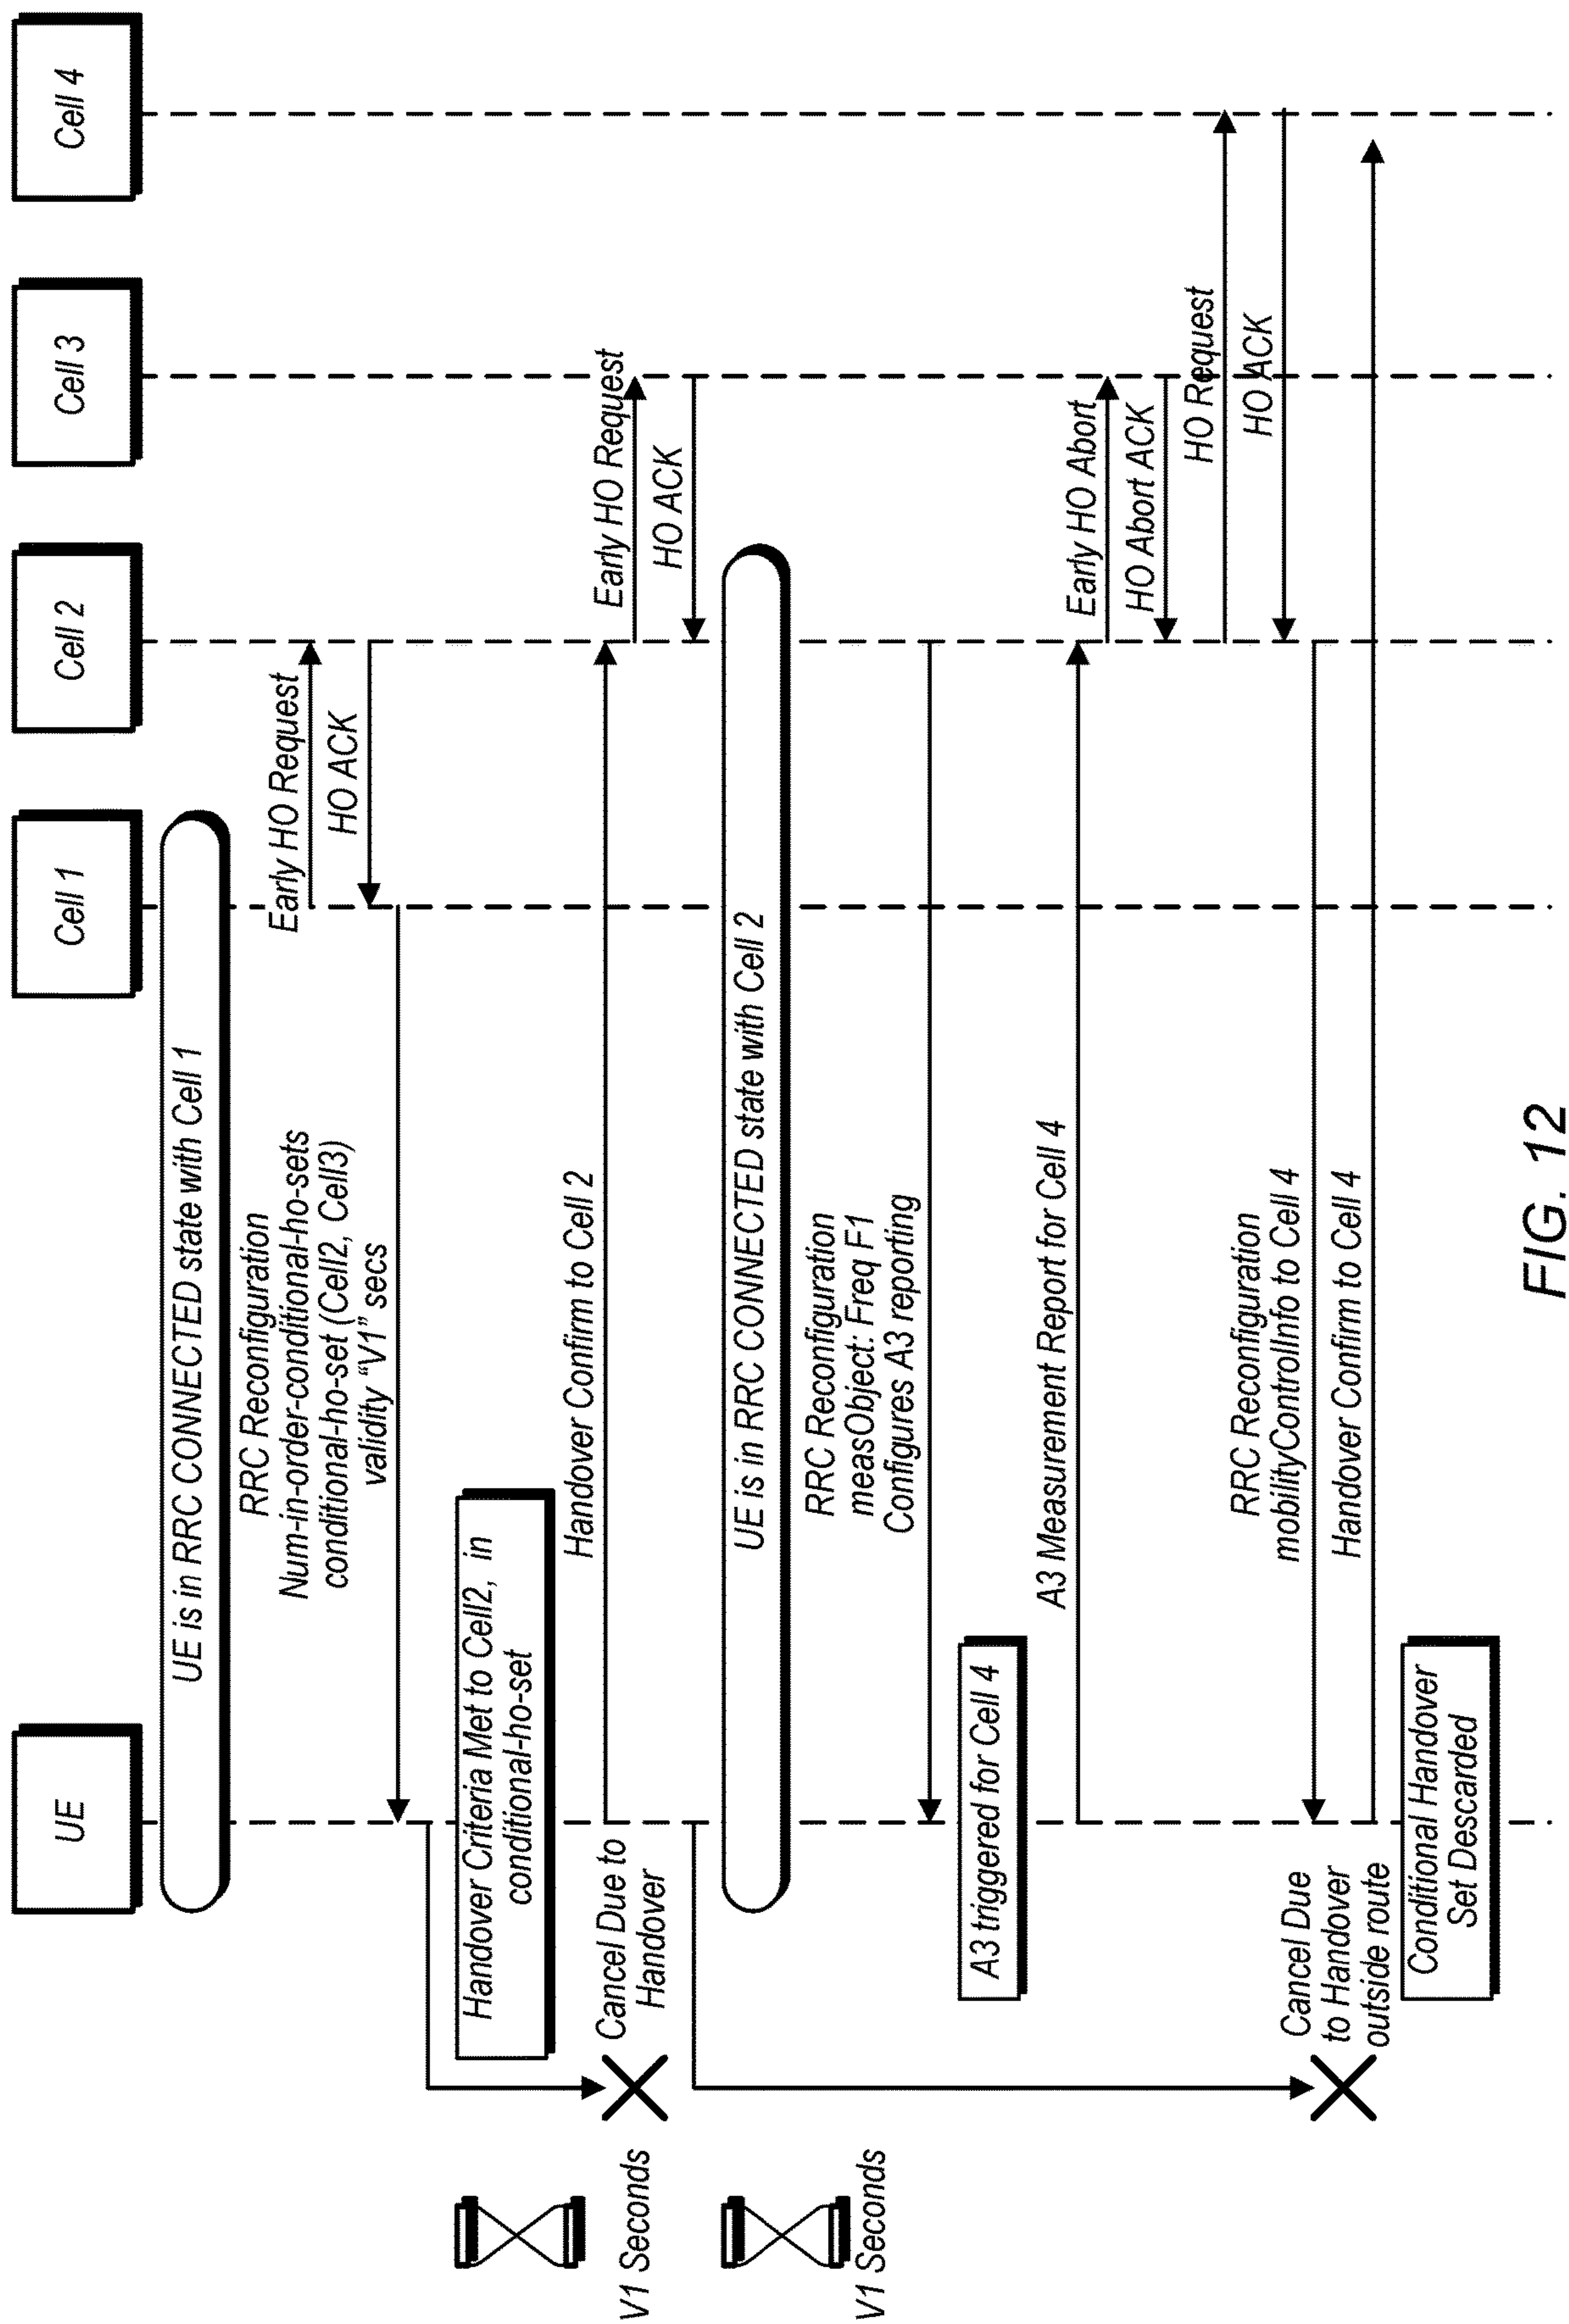 UE
Cell 1
Cell 2
Cell 3
Cell 4
UE is in RRC CONNECTED state with Cell 1
Early HO Request
HO ACK
RRC Reconfiguration
Num-in-order-conditional-ho-sets
conditional-ho-set (Cell2, Cell3)
validity “V1” secs
V1 Seconds
Handover Criteria Met to Cell2, in
conditional-ho-set
Handover Confirm to Cell 2
Cancel Due to
Handover
Early HO Request
HO ACK
V1 Seconds
UE is in RRC CONNECTED state with Cell 2
RRC Reconfiguration
measObject: Freq F1
Configures A3 reporting
A3 triggered for Cell 4
A3 Measurement Report for Cell 4
Early HO Abort
HO Abort ACK
HO Request
HO ACK
RRC Reconfiguration
mobilityControlInfo to Cell 4
Handover Confirm to Cell 4
Cancel Due
to Handover
outside route
Conditional Handover
Set Descarded
FIG. 12